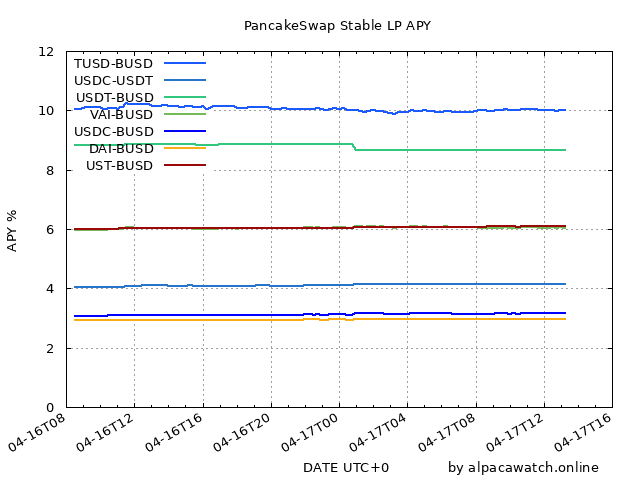 PancakeSwap Stable LP APY
12
10
8
6
4
2
0
APY %
TUSD-BUSD
USDC-USDT
USDT-BUSD
VAI-BUSD
USDC-BUSD
DAI-BUSD
UST-BUSD
04-16T08
04-16T12
04-16T16
04-16T20
04-17T00
04-17T04
04-17T08
04-17T12
04-17T16
DATE UTC+0
by alpacawatch.online